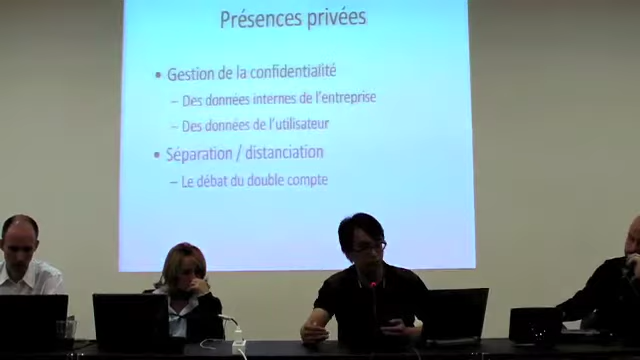 Présences privées
• Gestion de la confidentialité
– Des données internes de l'entreprise
– Des données de l'utilisateur
• Séparation / distanciation
– Le débat du double compte